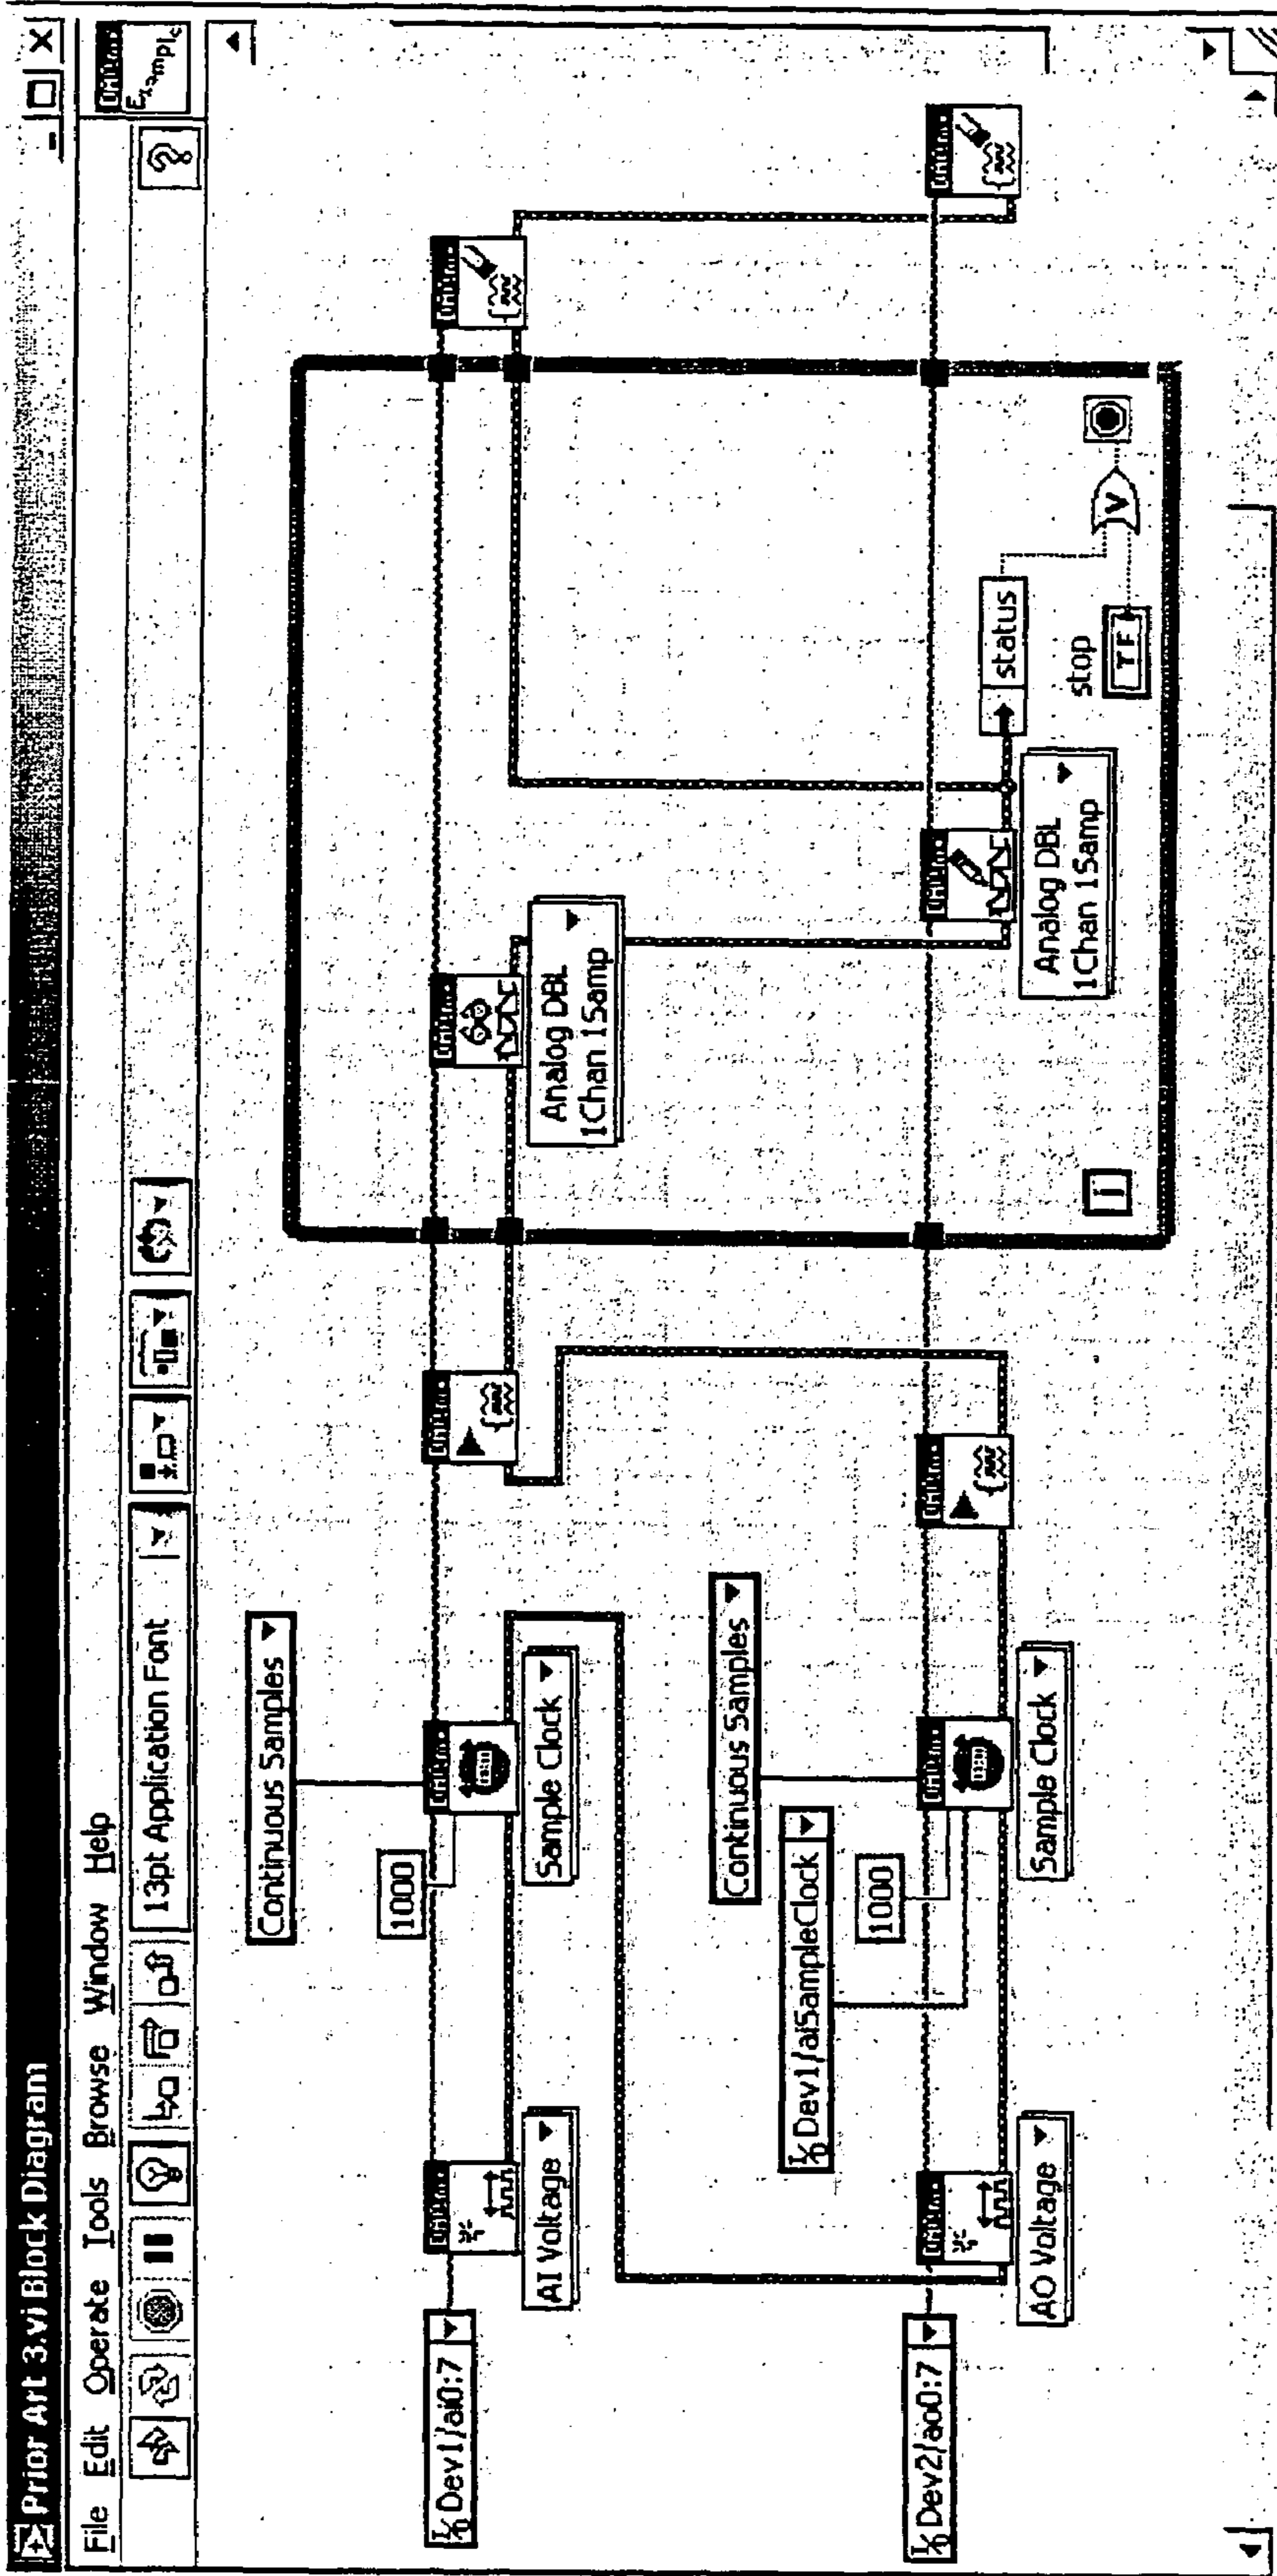 Prior Art 3.vi Block Diagram
File Edit Operate Tools Browse Window Help
13pt Application Font
Example
Continuous Samples
1000
Dev1/ai0:7
AI Voltage
Sample Clock
Analog DBL
1Chan 1Samp
Continuous Samples
Dev1/aiSampleClock
1000
Dev2/ao0:7
AO Voltage
Sample Clock
Analog DBL
1Chan 1Samp
status
stop
TF
V
i